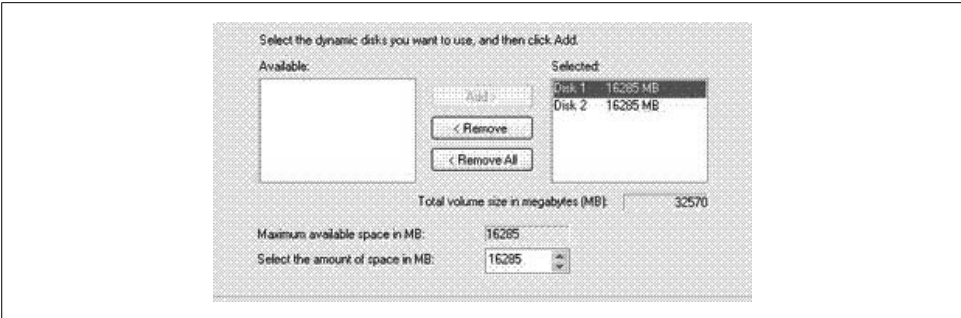 Select the dynamic disks you want to use, and then click Add.
Available:
Selected:
Add >
Disk 1 16285 MB
Disk 2 16285 MB
< Remove
< Remove All
Total volume size in megabytes (MB): 32570
Maximum available space in MB: 16285
Select the amount of space in MB: 16285